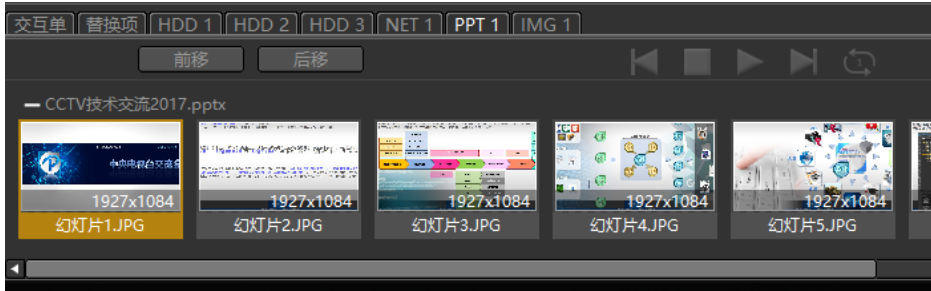 交互单 替换项 HDD 1 HDD 2 HDD 3 NET 1 PPT 1 IMG 1
前移 后移
CCTV技术交流2017.pptx
1927x1084 1927x1084 1927x1084 1927x1084 1927x1084
幻灯片1.JPG 幻灯片2.JPG 幻灯片3.JPG 幻灯片4.JPG 幻灯片5.JPG